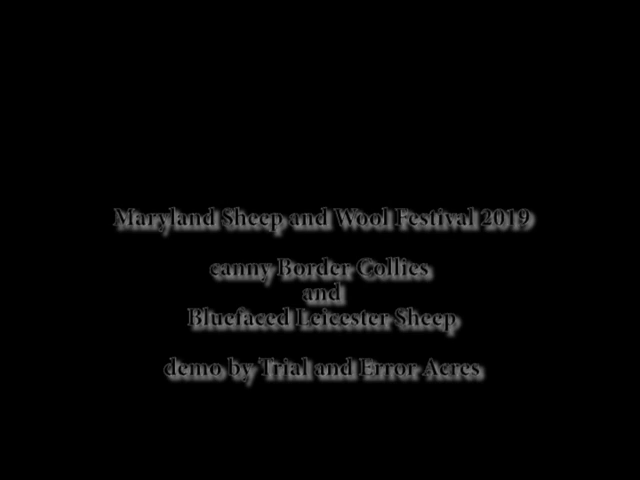 Maryland Sheep and Wool Festival 2019
canny Border Collies
and
Bluefaced Leicester Sheep
demo by Trial and Error Acres